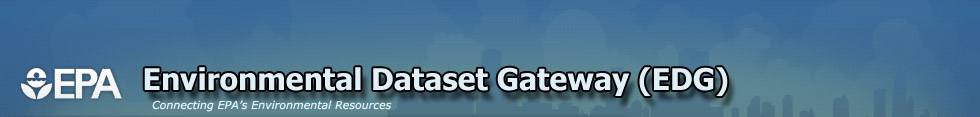 EPA Environmental Dataset Gateway (EDG)
Connecting EPA's Environmental Resources